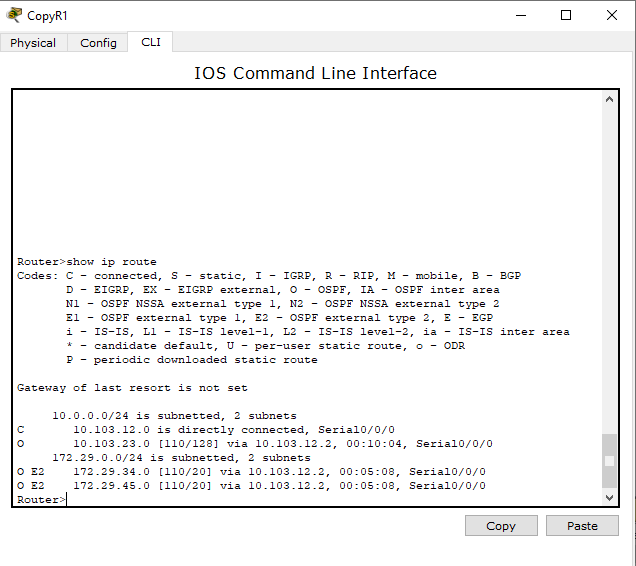 CopyR1
Physical Config CLI
IOS Command Line Interface
Router>show ip route
Codes: C - connected, S - static, I - IGRP, R - RIP, M - mobile, B - BGP
       D - EIGRP, EX - EIGRP external, O - OSPF, IA - OSPF inter area
       N1 - OSPF NSSA external type 1, N2 - OSPF NSSA external type 2
       E1 - OSPF external type 1, E2 - OSPF external type 2, E - EGP
       i - IS-IS, L1 - IS-IS level-1, L2 - IS-IS level-2, ia - IS-IS inter area
       * - candidate default, U - per-user static route, o - ODR
       P - periodic downloaded static route
Gateway of last resort is not set
     10.0.0.0/24 is subnetted, 2 subnets
C       10.103.12.0 is directly connected, Serial0/0/0
O       10.103.23.0 [110/128] via 10.103.12.2, 00:10:04, Serial0/0/0
     172.29.0.0/24 is subnetted, 2 subnets
O E2    172.29.34.0 [110/20] via 10.103.12.2, 00:05:08, Serial0/0/0
O E2    172.29.45.0 [110/20] via 10.103.12.2, 00:05:08, Serial0/0/0
Router>
Copy Paste